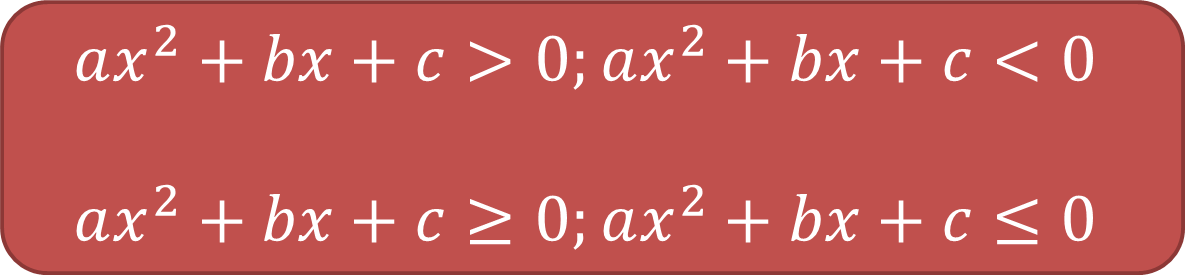 ax² + bx + c > 0; ax² + bx + c < 0
ax² + bx + c ≥ 0; ax² + bx + c ≤ 0